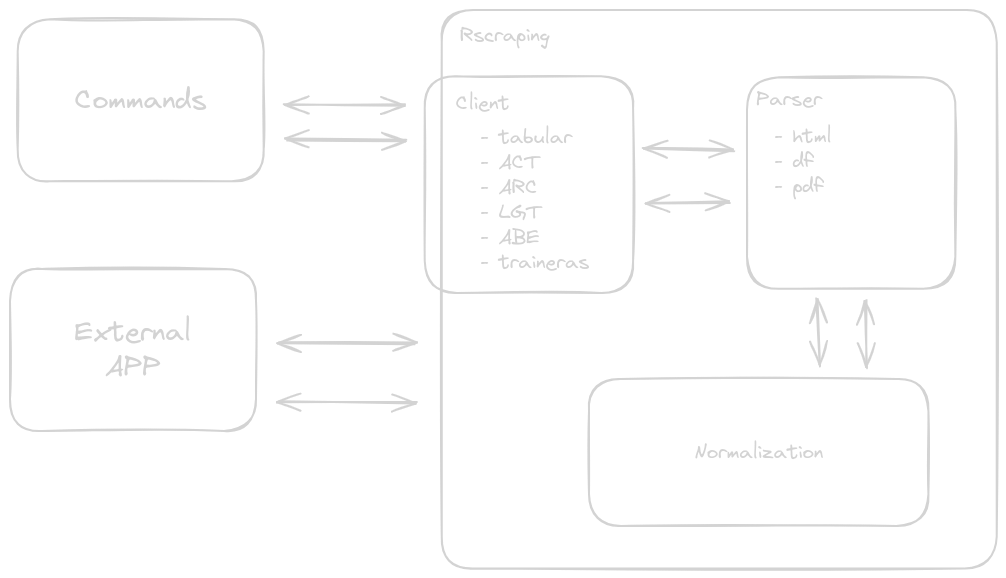 Rscraping
Commands
Client
- tabular
- ACT
- ARC
- LGT
- ABE
- traineras
Parser
- html
- df
- pdf
External
APP
Normalization